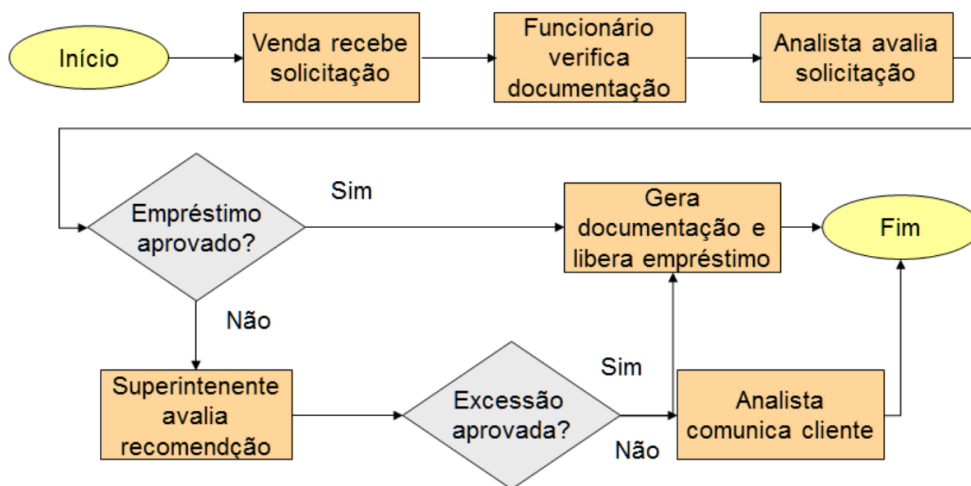 Início
Venda recebe
solicitação
Funcionário
verifica
documentação
Analista avalia
solicitação
Empréstimo
aprovado?
Sim
Gera
documentação e
libera empréstimo
Fim
Não
Superintenente
avalia
recomendção
Excessão
aprovada?
Sim
Não
Analista
comunica cliente